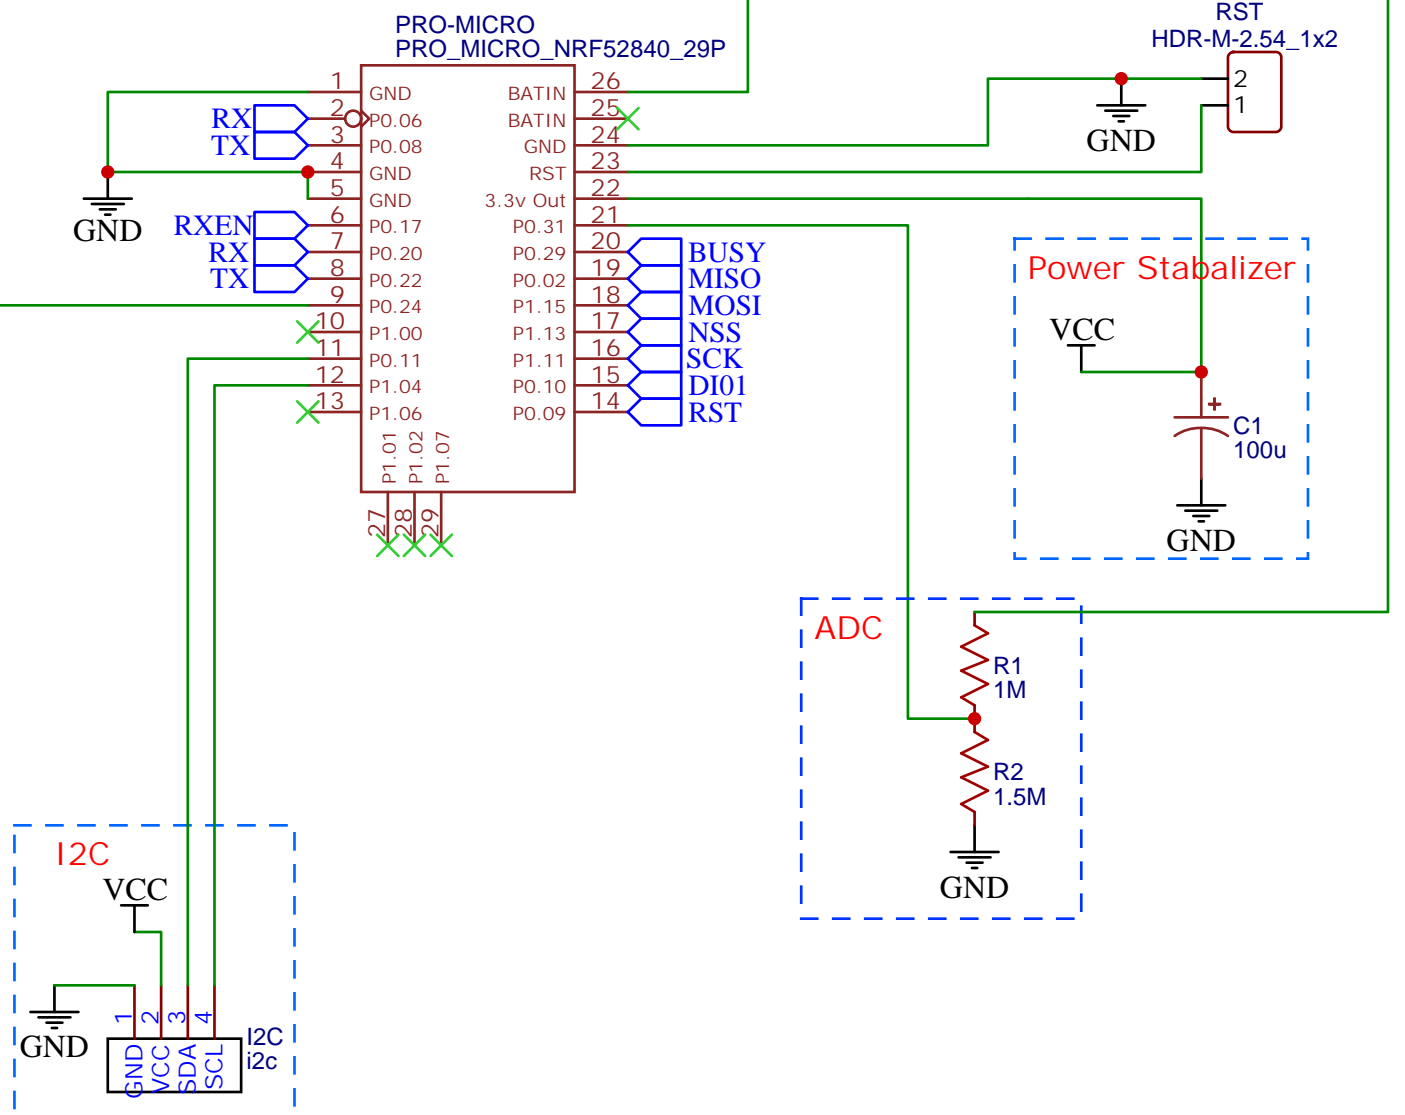 PRO-MICRO
PRO_MICRO_NRF52840_29P
RST
HDR-M-2.54_1x2
2
1
GND
1 GND
RX 2 P0.06
TX 3 P0.08
4 GND
5 GND
GND
RXEN 6 P0.17
RX 7 P0.20
TX 8 P0.22
9 P0.24
10 P1.00
11 P0.11
12 P1.04
13 P1.06
BATIN 26
BATIN 25
GND 24
RST 23
3.3v Out 22
P0.31 21
P0.29 20 BUSY
P0.02 19 MISO
P1.15 18 MOSI
P1.13 17 NSS
P1.11 16 SCK
P0.10 15 DI01
P0.09 14 RST
P1.01
P1.02
P1.07
27
28
29
Power Stabalizer
VCC
+
C1
100u
GND
ADC
R1
1M
R2
1.5M
GND
I2C
VCC
GND
1
2
3
4
GND
VCC
SDA
SCL
I2C
i2c